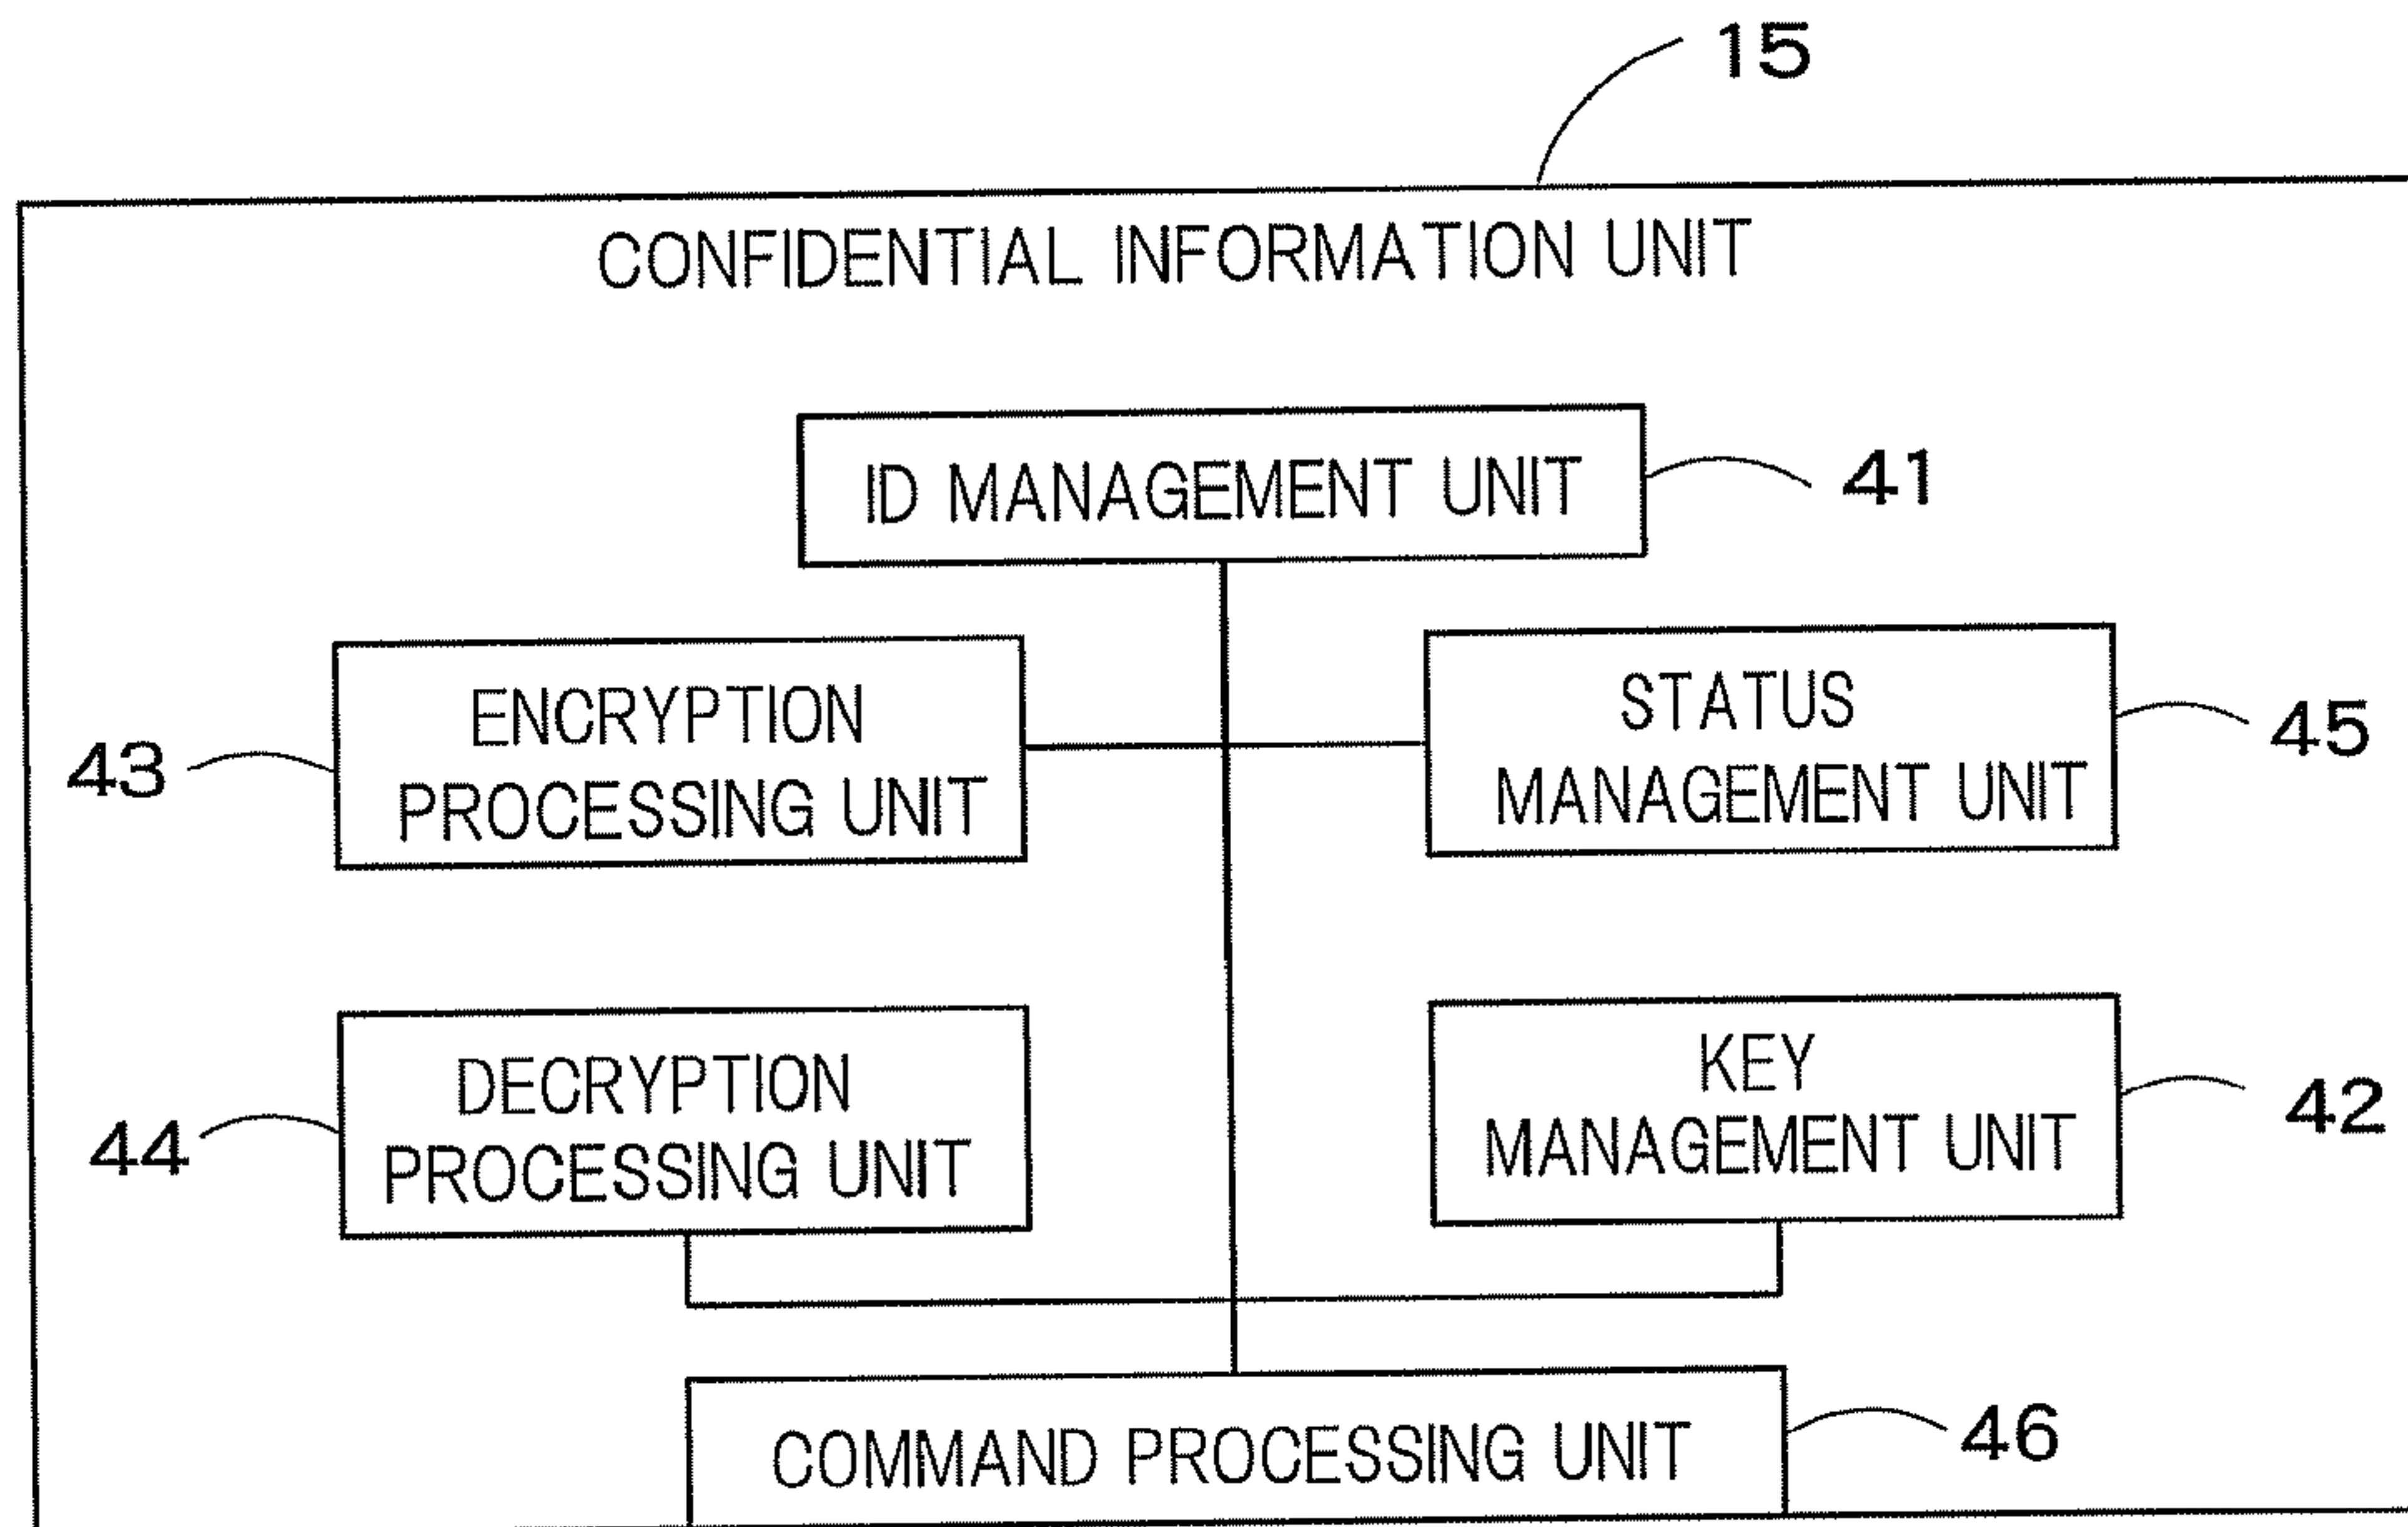 15
CONFIDENTIAL INFORMATION UNIT
ID MANAGEMENT UNIT
41
43
ENCRYPTION
PROCESSING UNIT
STATUS
MANAGEMENT UNIT
45
44
DECRYPTION
PROCESSING UNIT
KEY
MANAGEMENT UNIT
42
COMMAND PROCESSING UNIT
46